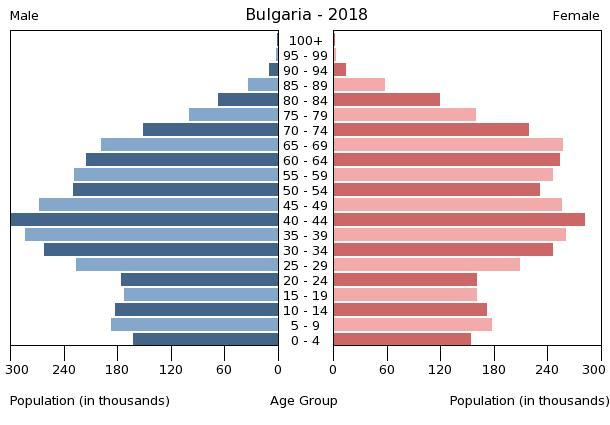 Bulgaria - 2018
Male
Female
100+
95 - 99
90 - 94
85 - 89
80 - 84
75 - 79
70 - 74
65 - 69
60 - 64
55 - 59
50 - 54
45 - 49
40 - 44
35 - 39
30 - 34
25 - 29
20 - 24
15 - 19
10 - 14
5 - 9
0 - 4
300 240 180 120 60 0 0 60 120 180 240 300
Population (in thousands) Age Group Population (in thousands)